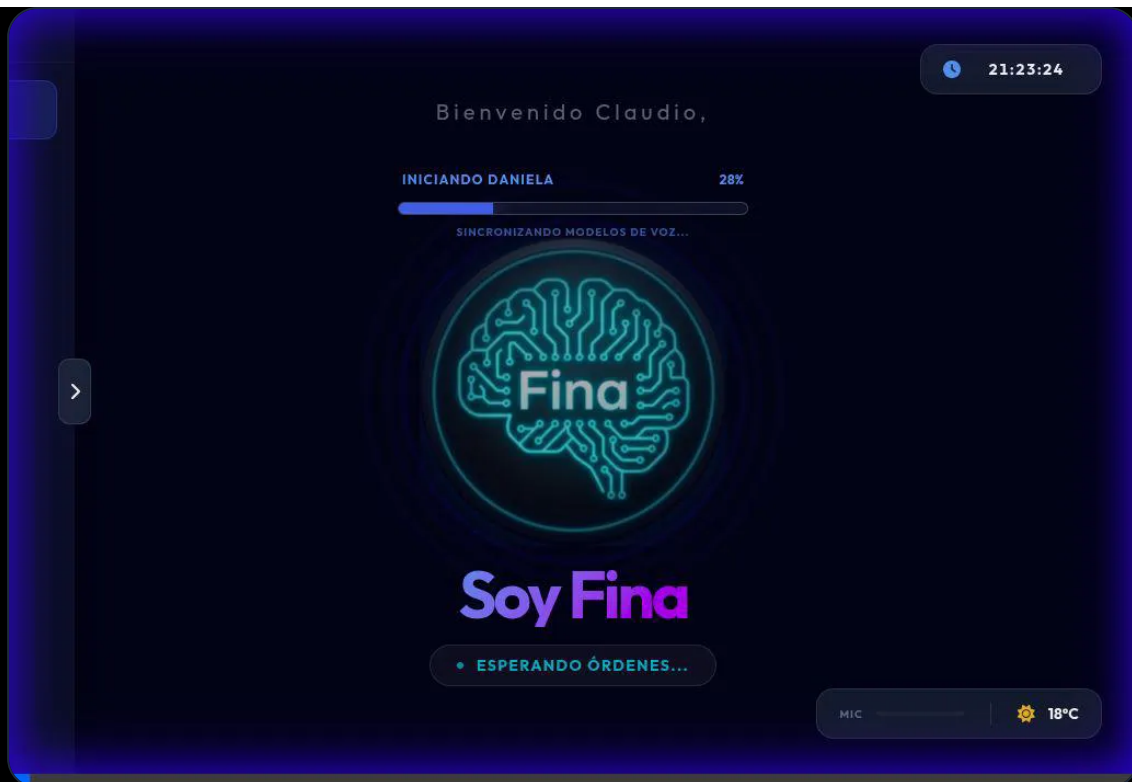 21:23:24
Bienvenido Claudio,
INICIANDO DANIELA 28%
SINCRONIZANDO MODELOS DE VOZ...
Fina
Soy Fina
ESPERANDO ÓRDENES...
MIC 18°C